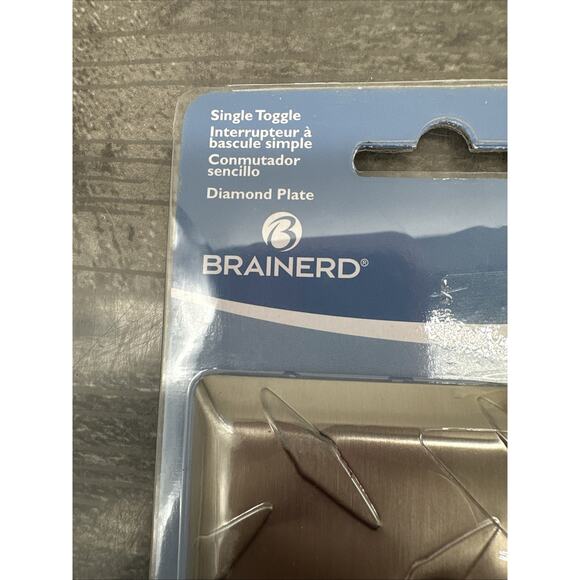 Single Toggle
Interrupteur à
bascule simple
Conmutador
sencillo
Diamond Plate
B
BRAINERD®